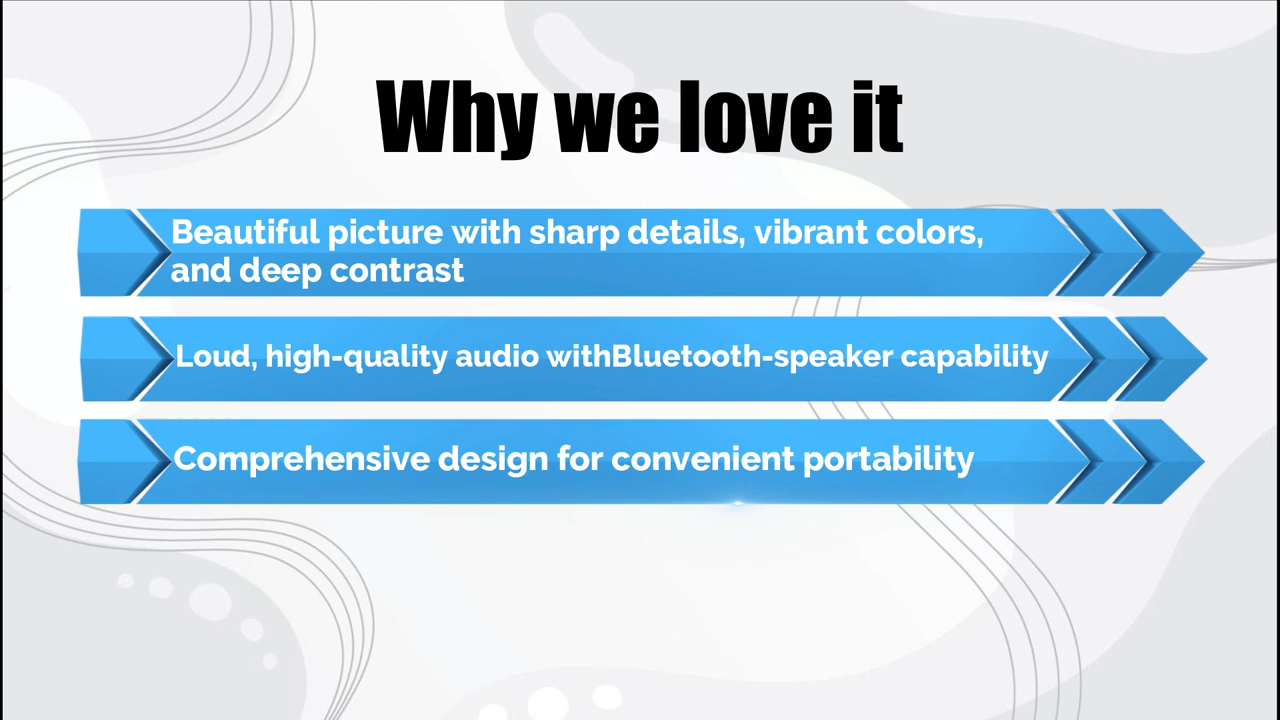 Why we love it
Beautiful picture with sharp details, vibrant colors,
and deep contrast
Loud, high-quality audio withBluetooth-speaker capability
Comprehensive design for convenient portability